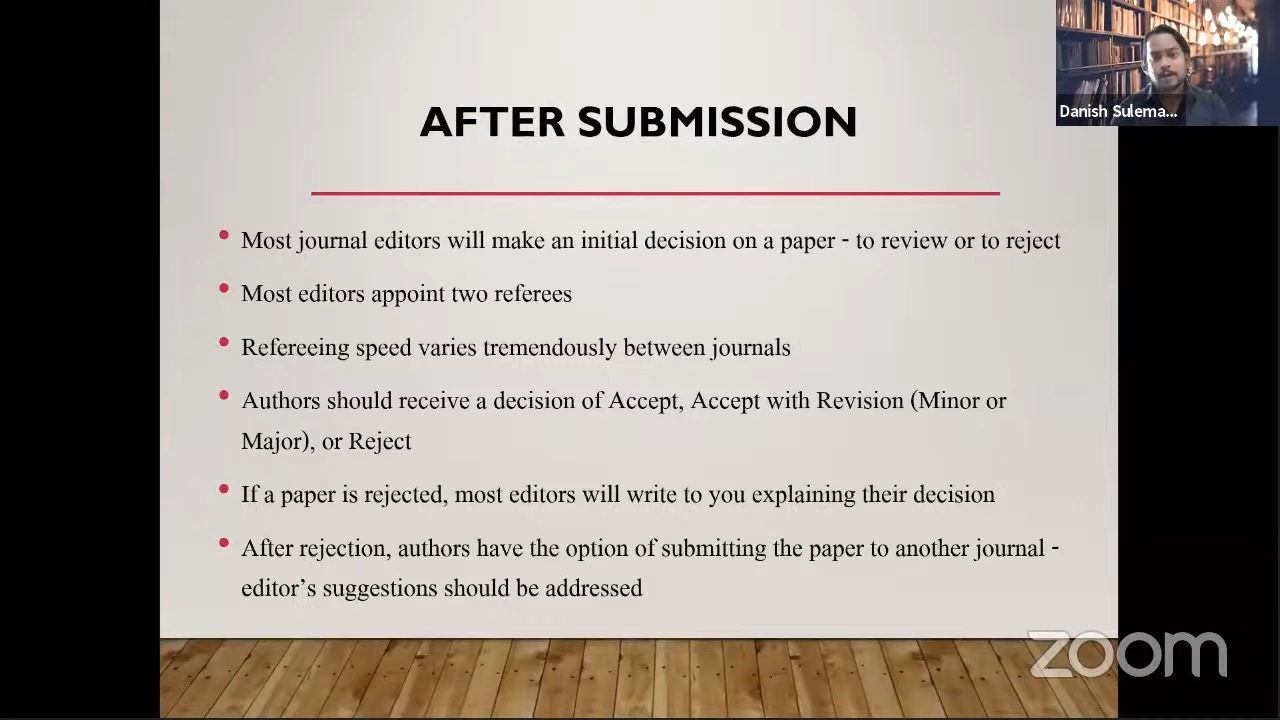 AFTER SUBMISSION
Danish Sulema...
Most journal editors will make an initial decision on a paper - to review or to reject
Most editors appoint two referees
Refereeing speed varies tremendously between journals
Authors should receive a decision of Accept, Accept with Revision (Minor or
Major), or Reject
If a paper is rejected, most editors will write to you explaining their decision
After rejection, authors have the option of submitting the paper to another journal -
editor’s suggestions should be addressed
zoom